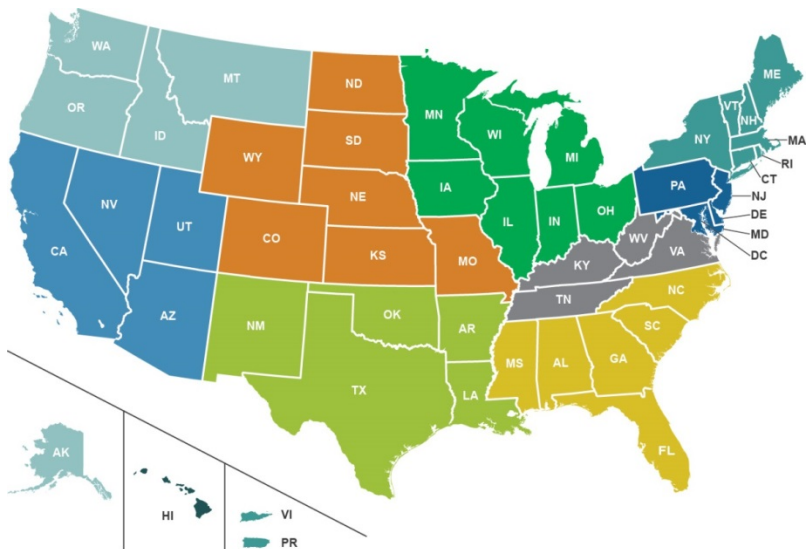 WA
MT
ND
MN
ME
VT
NH
OR
ID
SD
WI
MI
NY
MA
RI
CT
WY
IA
PA
NJ
NE
DE
NV
UT
IL
IN
OH
MD
CA
CO
KS
MO
WV
VA
DC
KY
AZ
NM
OK
AR
TN
NC
SC
TX
LA
MS
AL
GA
FL
AK
HI
VI
PR